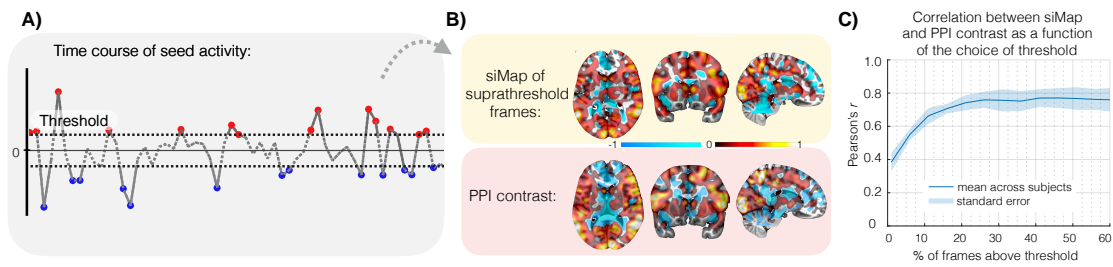 A)
Time course of seed activity:
Threshold
0
B)
siMap of
suprathreshold
frames:
-1 0 1
PPI contrast:
C)
Correlation between siMap
and PPI contrast as a function
of the choice of threshold
Pearson's r
1.0
0.8
0.6
0.4
0.2
0
mean across subjects
standard error
0 10 20 30 40 50 60
% of frames above threshold